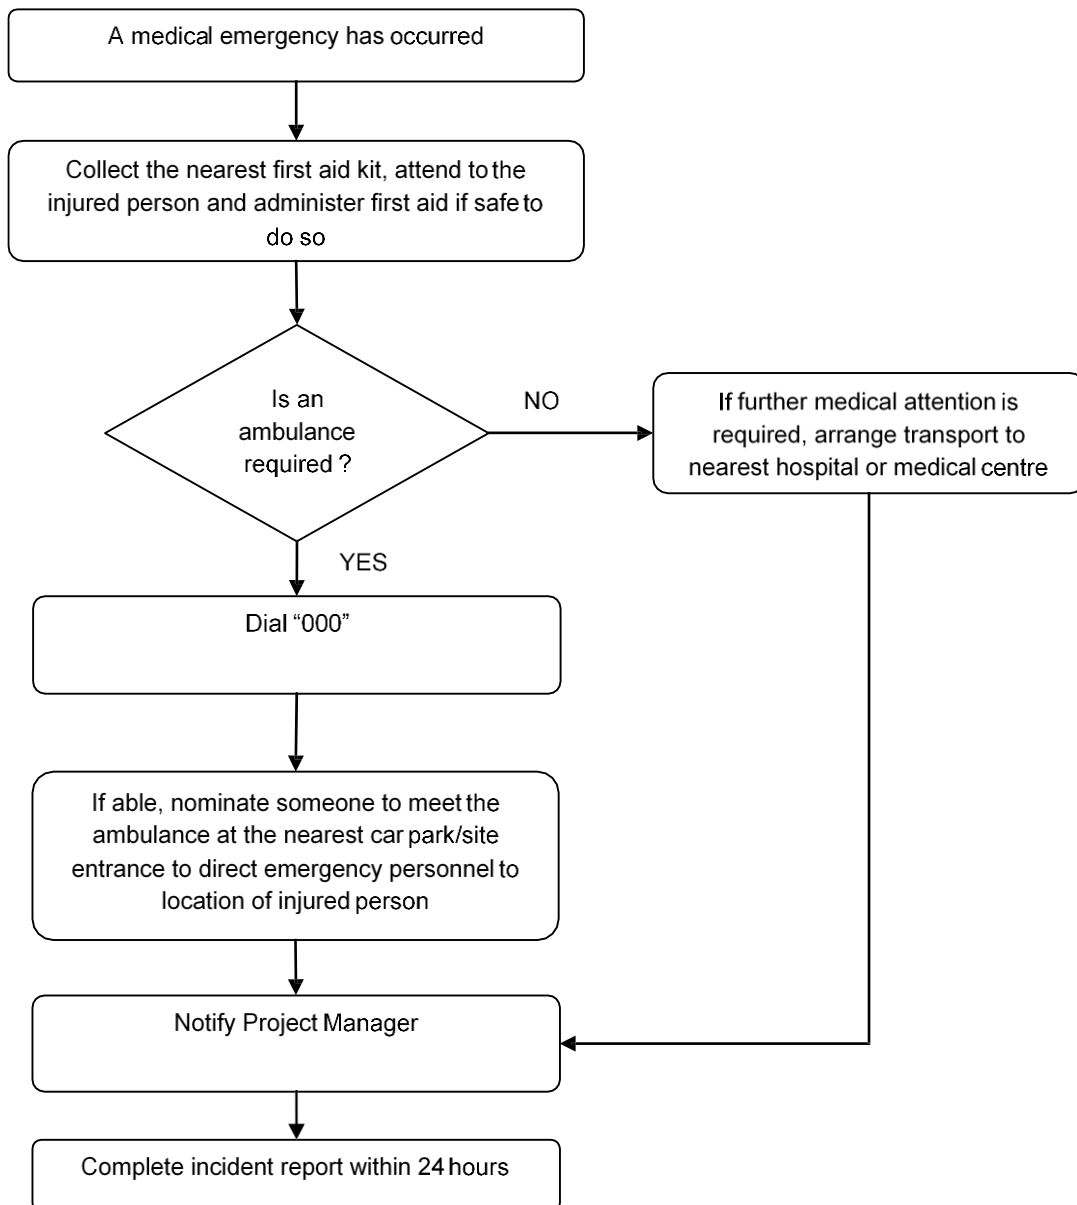 A medical emergency has occurred
Collect the nearest first aid kit, attend to the
injured person and administer first aid if safe to
do so
Is an
ambulance
required ?
NO
If further medical attention is
required, arrange transport to
nearest hospital or medical centre
YES
Dial “000”
If able, nominate someone to meet the
ambulance at the nearest car park/site
entrance to direct emergency personnel to
location of injured person
Notify Project Manager
Complete incident report within 24 hours